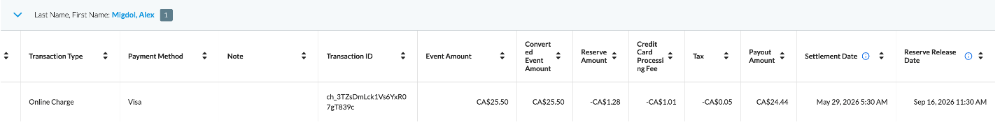 Last Name, First Name: Migdol, Alex 1
Transaction Type
Payment Method
Note
Transaction ID
Event Amount
Convert
ed
Event
Amount
Reserve
Amount
Credit
Card
Processi
ng Fee
Tax
Payout
Amount
Settlement Date
Reserve Release
Date
Online Charge
Visa
ch_3TZsDmLck1Vs6YxR0
7gT839c
CA$25.50
CA$25.50
-CA$1.28
-CA$1.01
-CA$0.05
CA$24.44
May 29, 2026 5:30 AM
Sep 16, 2026 11:30 AM